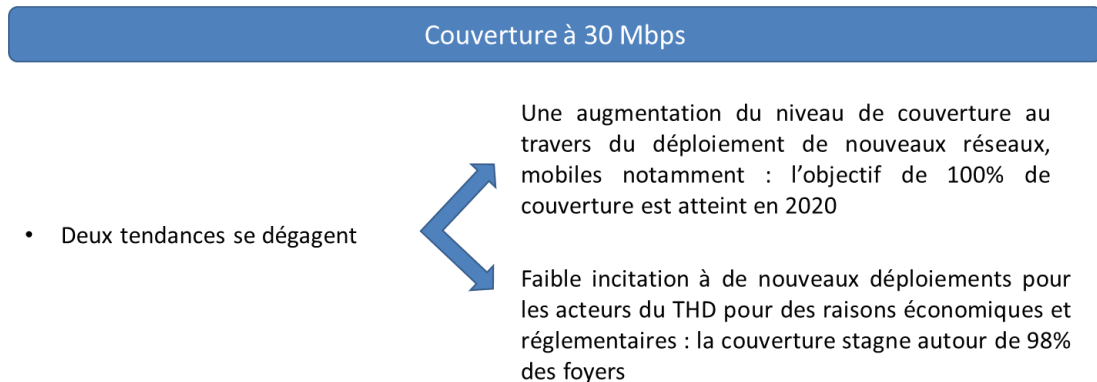 Couverture à 30 Mbps
Une augmentation du niveau de couverture au
travers du déploiement de nouveaux réseaux,
mobiles notamment : l’objectif de 100% de
couverture est atteint en 2020
• Deux tendances se dégagent
Faible incitation à de nouveaux déploiements pour
les acteurs du THD pour des raisons économiques et
réglementaires : la couverture stagne autour de 98%
des foyers